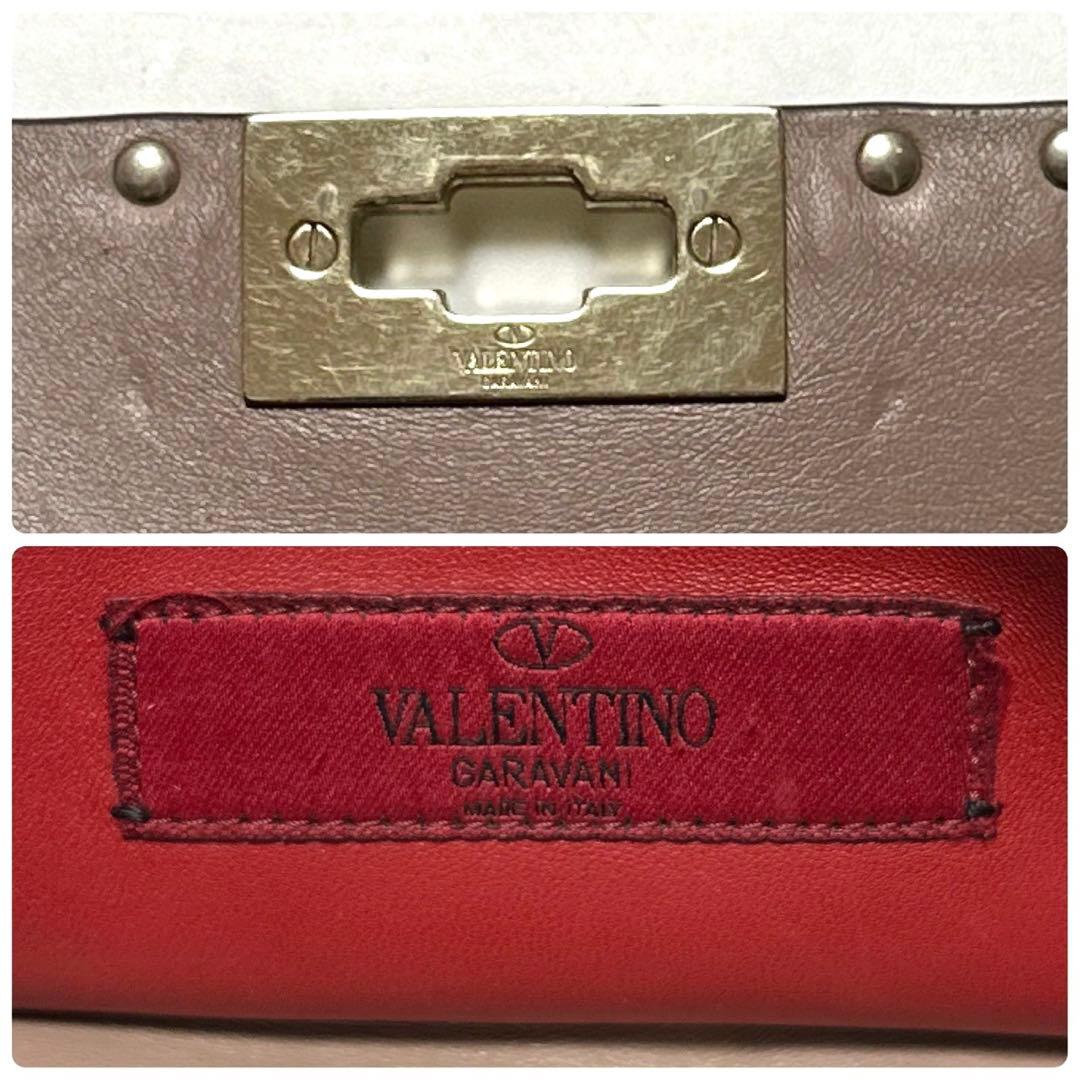 V
VALENTINO
GARAVANI
V
VALENTINO
GARAVANI
MADE IN ITALY